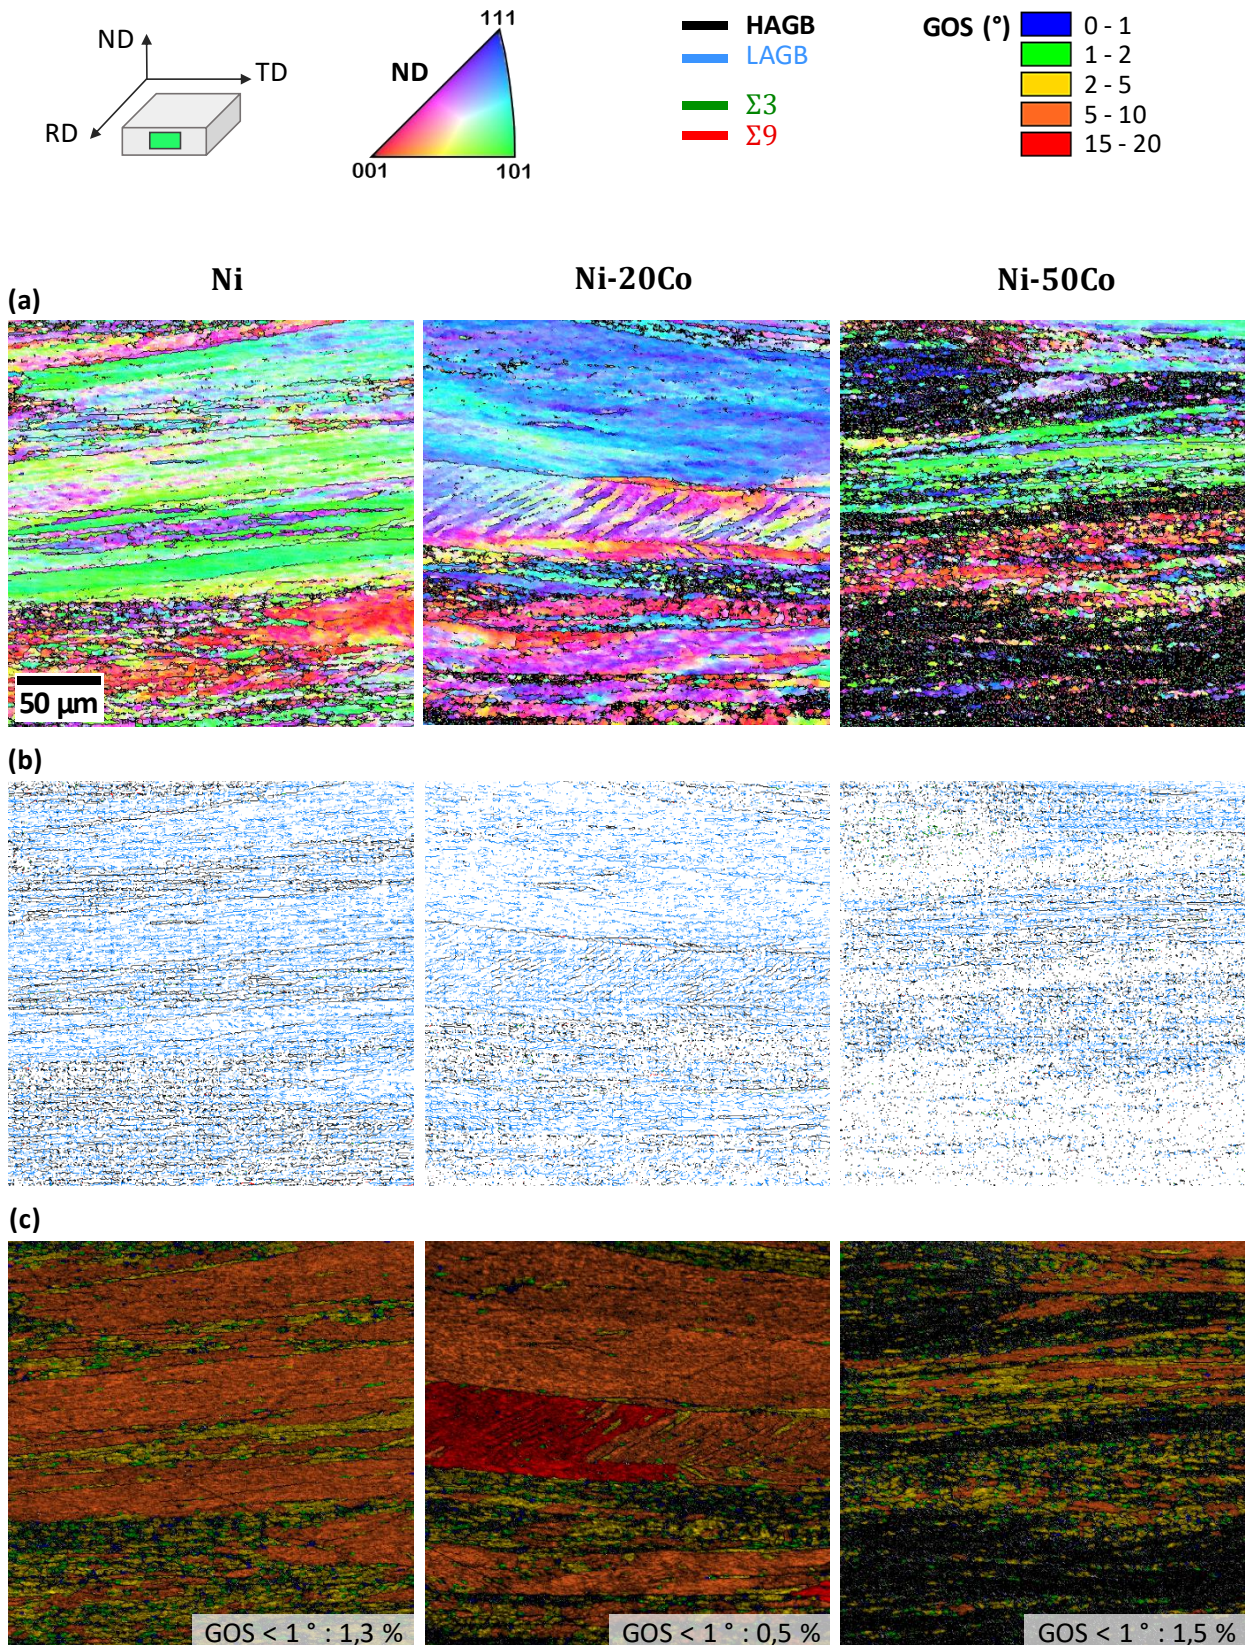 ND
TD
RD
111
ND
001
101
HAGB
LAGB
Σ3
Σ9
GOS (°)
0 - 1
1 - 2
2 - 5
5 - 10
15 - 20
Ni
Ni-20Co
Ni-50Co
(a)
50 µm
(b)
(c)
GOS < 1 ° : 1,3 %
GOS < 1 ° : 0,5 %
GOS < 1 ° : 1,5 %